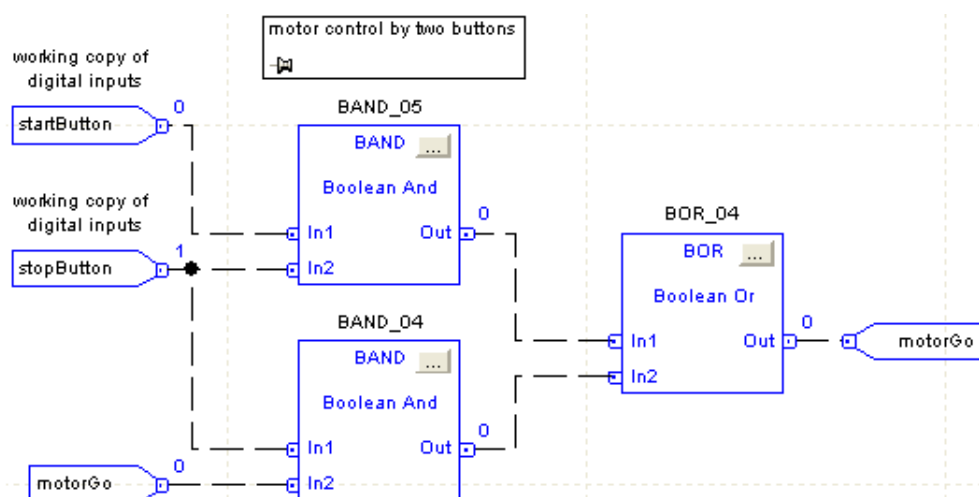 motor control by two buttons
working copy of
digital inputs
0
startButton
BAND_05
BAND
...
Boolean And
In1
Out
0
In2
working copy of
digital inputs
1
stopButton
BOR_04
BOR
...
Boolean Or
In1
Out
0
In2
motorGo
BAND_04
BAND
...
Boolean And
In1
Out
0
In2
0
motorGo